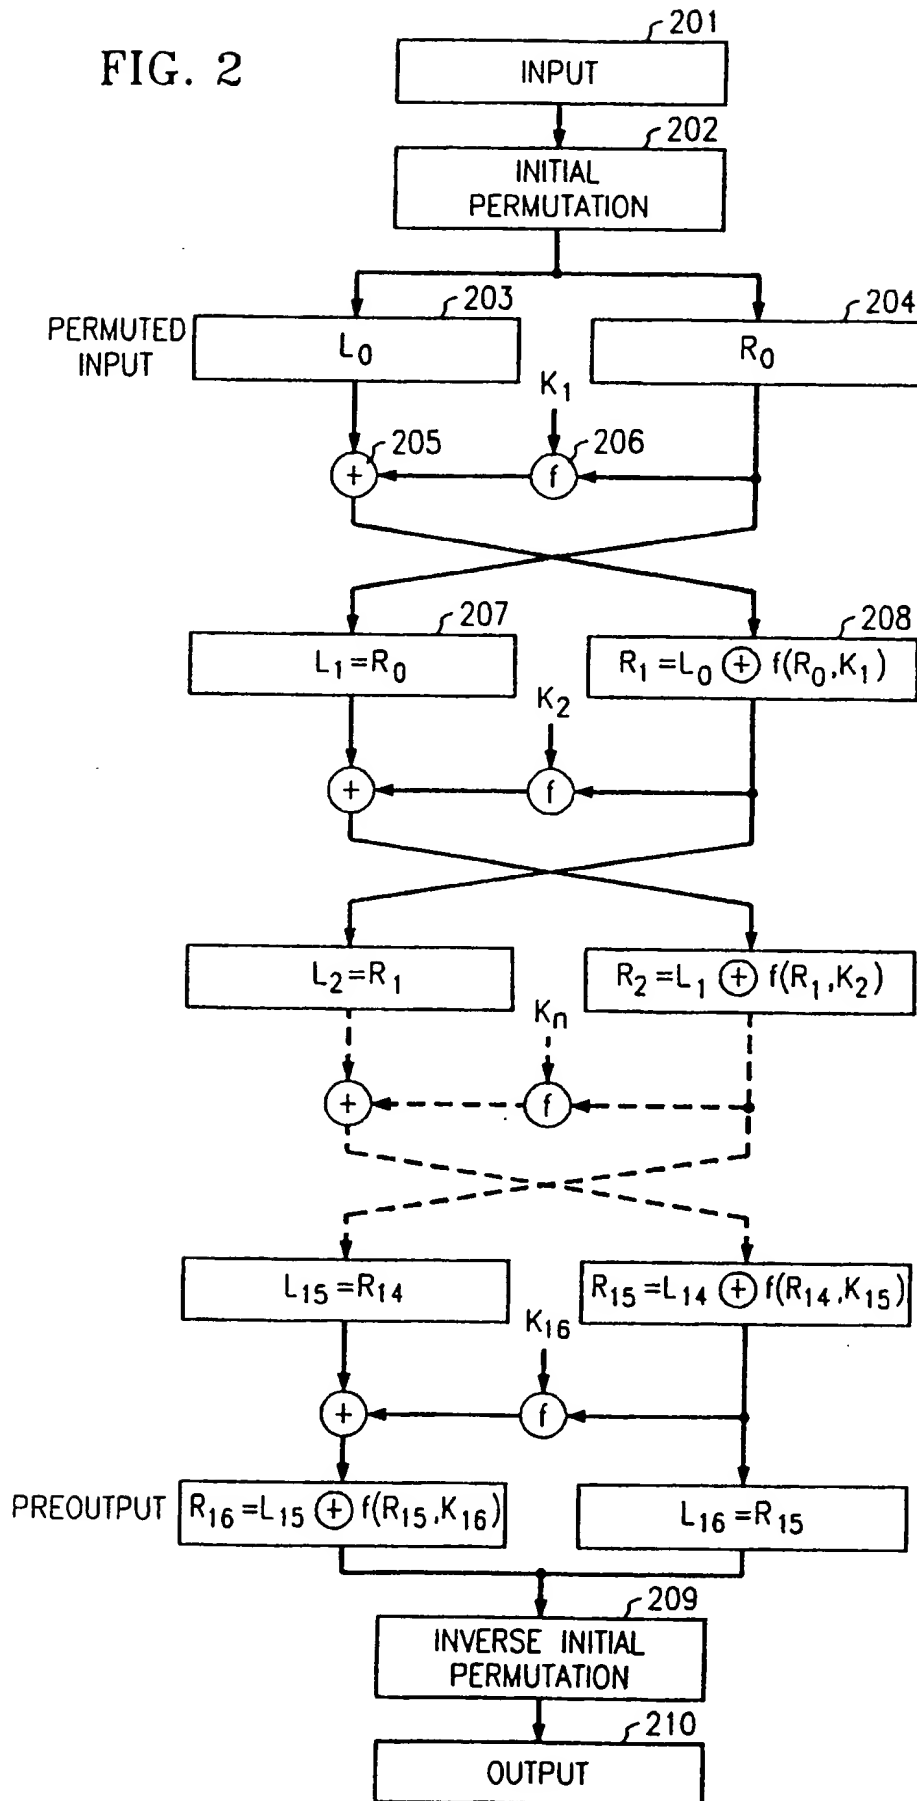 FIG. 2
201
INPUT
202
INITIAL
PERMUTATION
203
204
PERMUTED
INPUT
L₀
R₀
K₁
205
206
+
f
207
208
L₁=R₀
R₁=L₀ ⊕ f(R₀,K₁)
K₂
+
f
L₂=R₁
R₂=L₁ ⊕ f(R₁,K₂)
Kₙ
+
f
L₁₅=R₁₄
R₁₅=L₁₄ ⊕ f(R₁₄,K₁₅)
K₁₆
+
f
PREOUTPUT
R₁₆=L₁₅ ⊕ f(R₁₅,K₁₆)
L₁₆=R₁₅
209
INVERSE INITIAL
PERMUTATION
210
OUTPUT